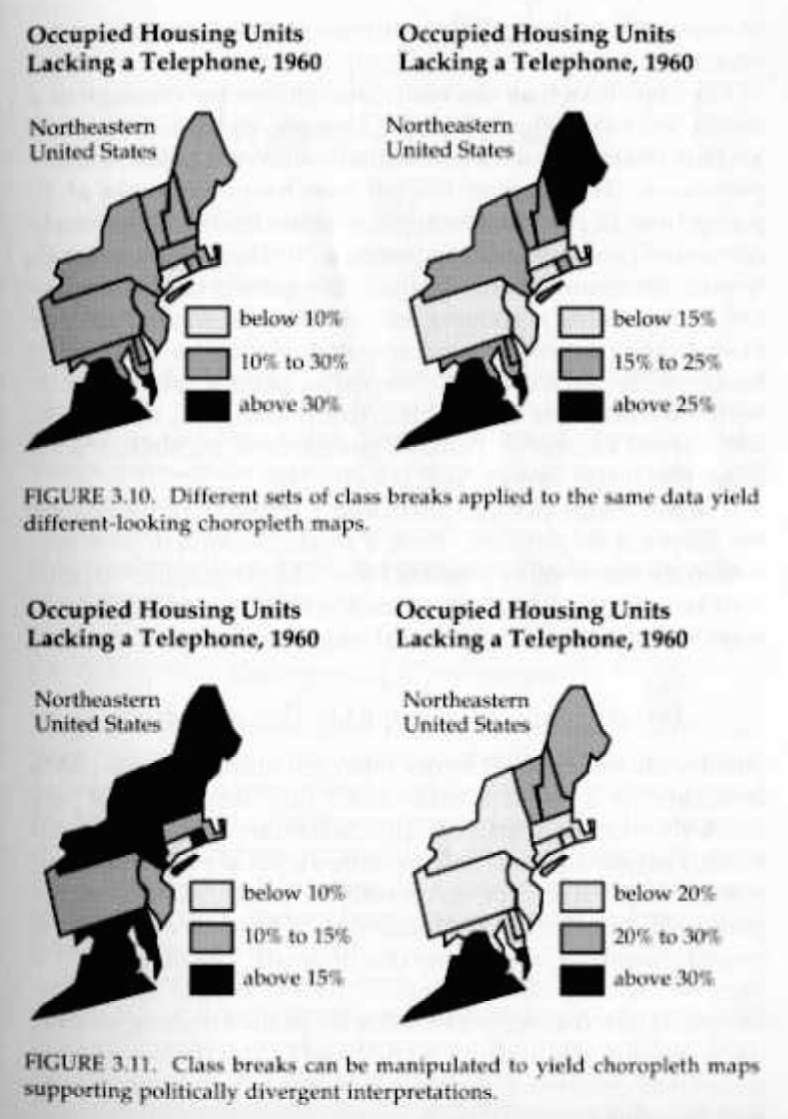 Occupied Housing Units
Lacking a Telephone, 1960
Northeastern
United States
below 10%
10% to 30%
above 30%
Occupied Housing Units
Lacking a Telephone, 1960
Northeastern
United States
below 15%
15% to 25%
above 25%
FIGURE 3.10. Different sets of class breaks applied to the same data yield
different-looking choropleth maps.
Occupied Housing Units
Lacking a Telephone, 1960
Northeastern
United States
below 10%
10% to 15%
above 15%
Occupied Housing Units
Lacking a Telephone, 1960
Northeastern
United States
below 20%
20% to 30%
above 30%
FIGURE 3.11. Class breaks can be manipulated to yield choropleth maps
supporting politically divergent interpretations.